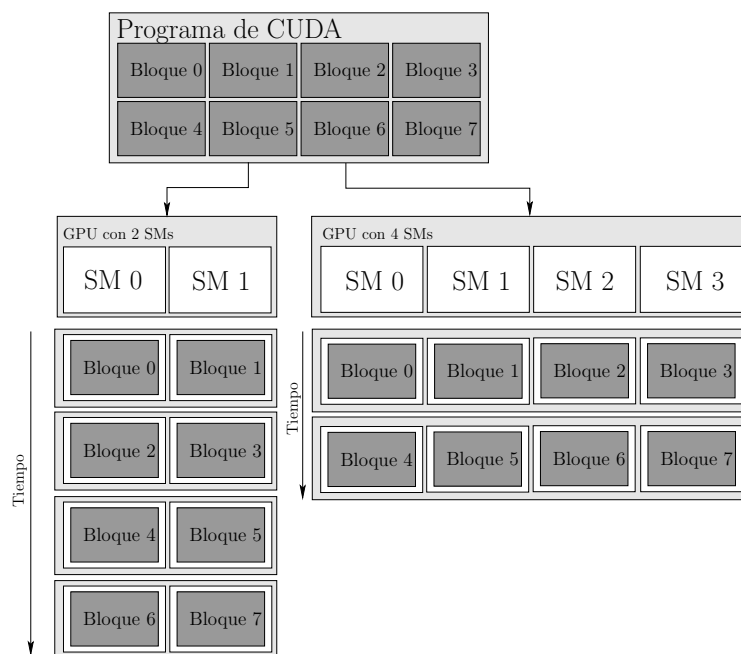 Programa de CUDA
Bloque 0 Bloque 1 Bloque 2 Bloque 3
Bloque 4 Bloque 5 Bloque 6 Bloque 7
GPU con 2 SMs
SM 0 SM 1
Tiempo
Bloque 0 Bloque 1
Bloque 2 Bloque 3
Bloque 4 Bloque 5
Bloque 6 Bloque 7
GPU con 4 SMs
SM 0 SM 1 SM 2 SM 3
Tiempo
Bloque 0 Bloque 1 Bloque 2 Bloque 3
Bloque 4 Bloque 5 Bloque 6 Bloque 7